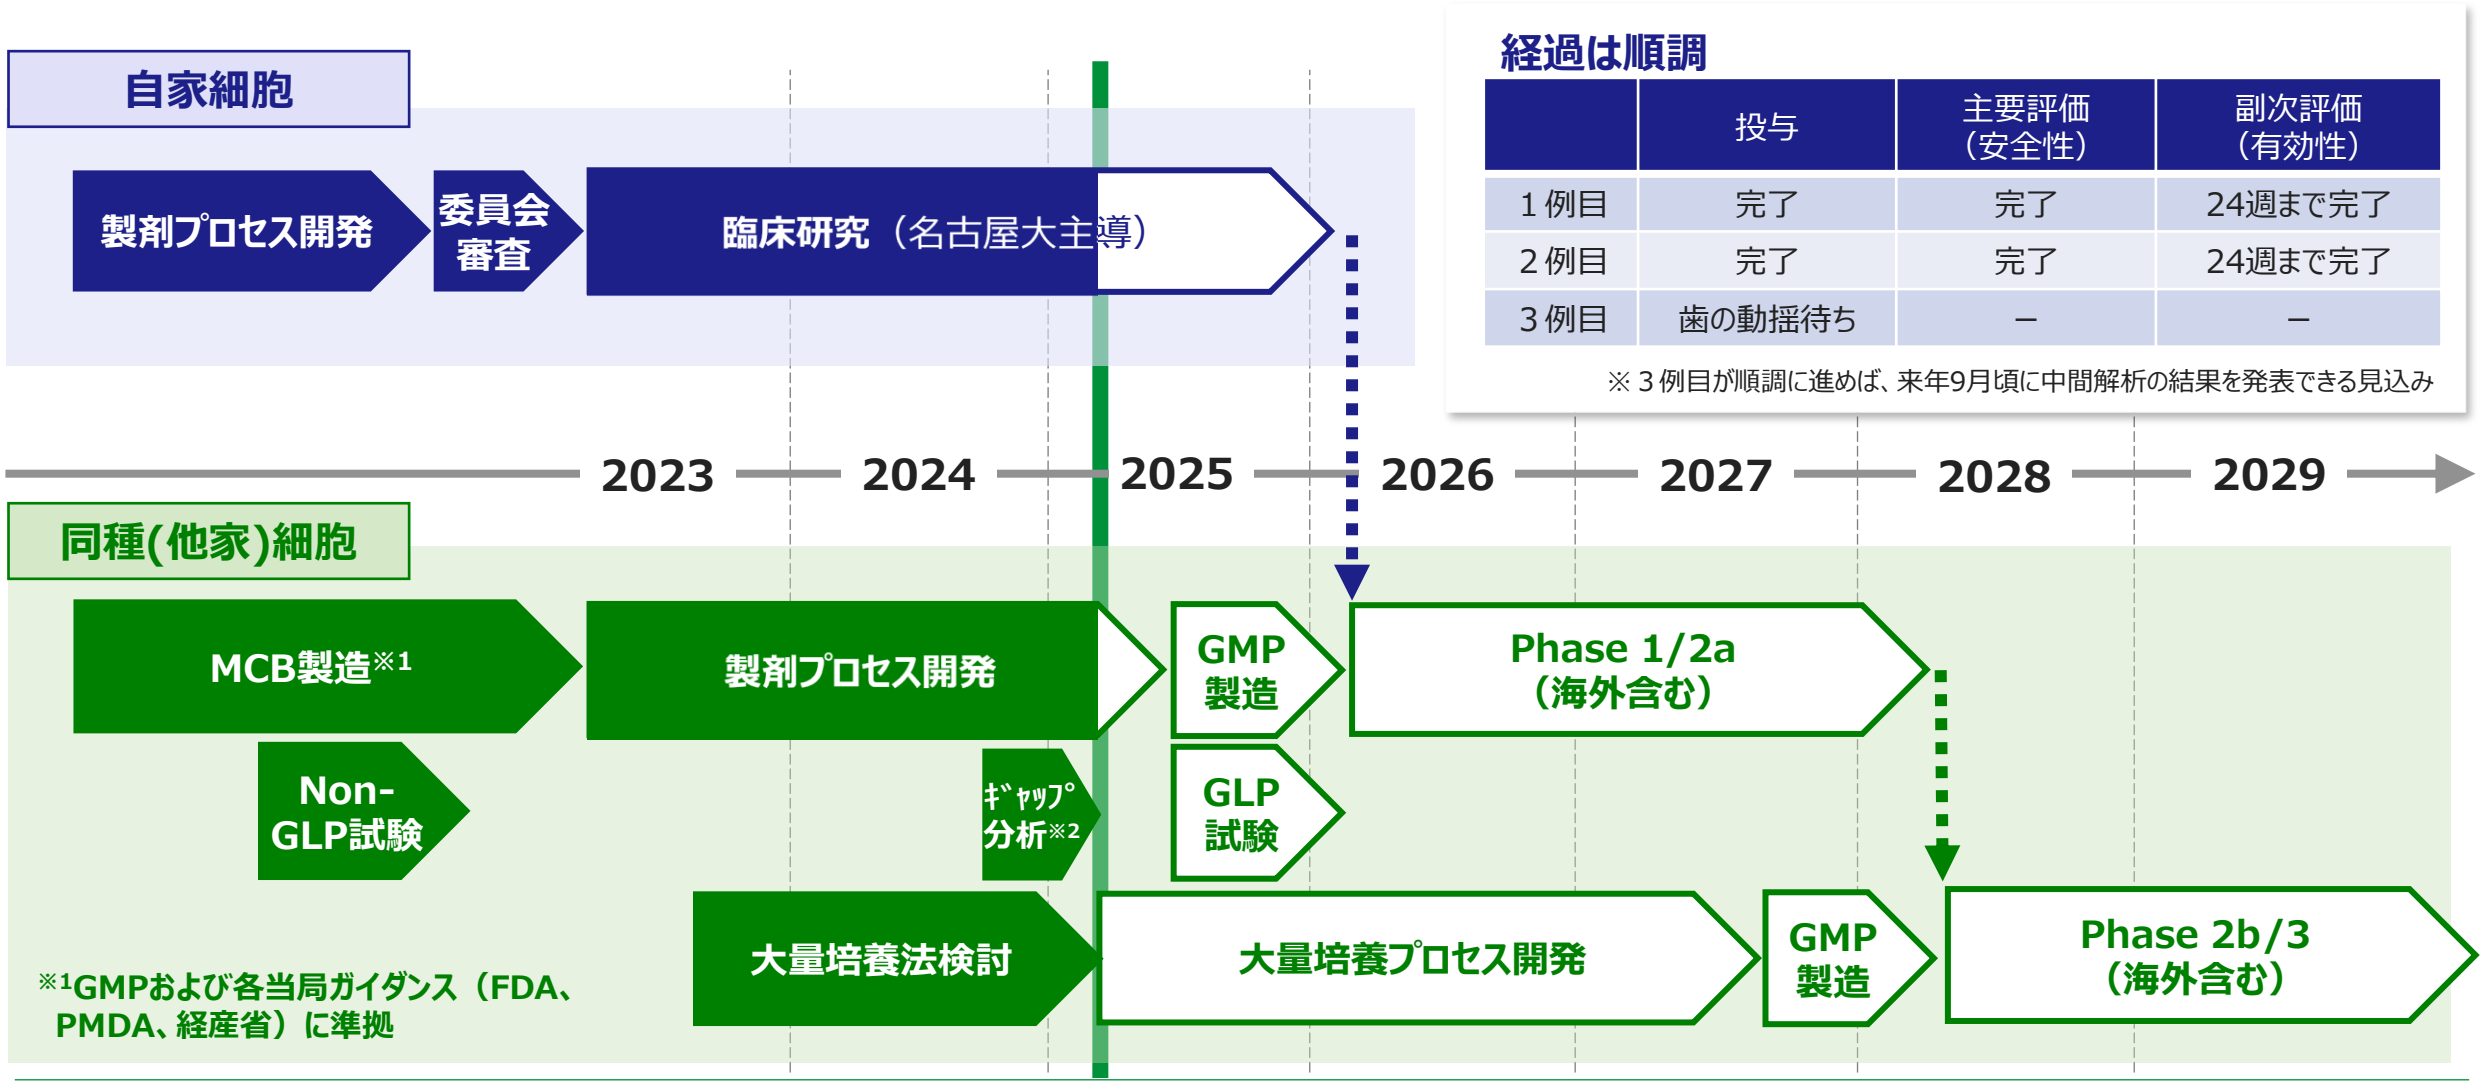 自家細胞
製剤プロセス開発
委員会
審査
臨床研究（名古屋大主導）
経過は順調
投与
主要評価
（安全性）
副次評価
（有効性）
１例目 完了 完了 24週まで完了
２例目 完了 完了 24週まで完了
３例目 歯の動揺待ち － －
※３例目が順調に進めば、来年9月頃に中間解析の結果を発表できる見込み
2023 2024 2025 2026 2027 2028 2029
同種(他家)細胞
MCB製造※1
製剤プロセス開発
GMP
製造
Phase 1/2a
（海外含む）
Non-
GLP試験
ｷﾞｬｯﾌﾟ
分析※2
GLP
試験
大量培養法検討
大量培養プロセス開発
GMP
製造
Phase 2b/3
（海外含む）
※1GMPおよび各当局ガイダンス（FDA、
PMDA、経産省）に準拠